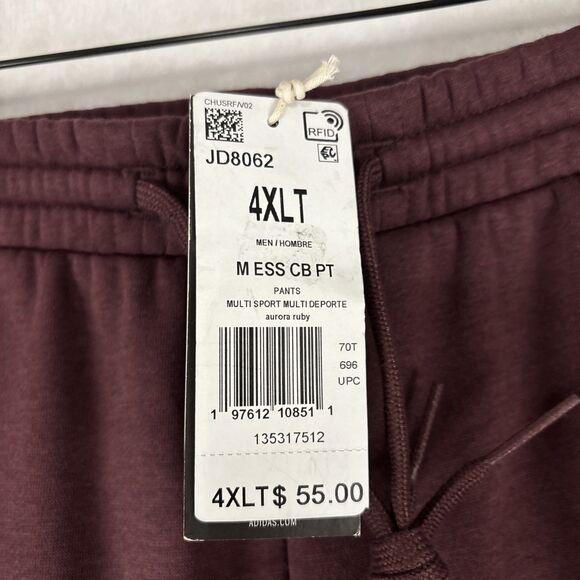 CHUSRF/V02
RFID
JD8062
4XLT
MEN / HOMBRE
M ESS CB PT
PANTS
MULTI SPORT MULTI DEPORTE
aurora ruby
70T
696
UPC
1 97612 10851 1
135317512
4XLT $ 55.00
ADIDAS.COM